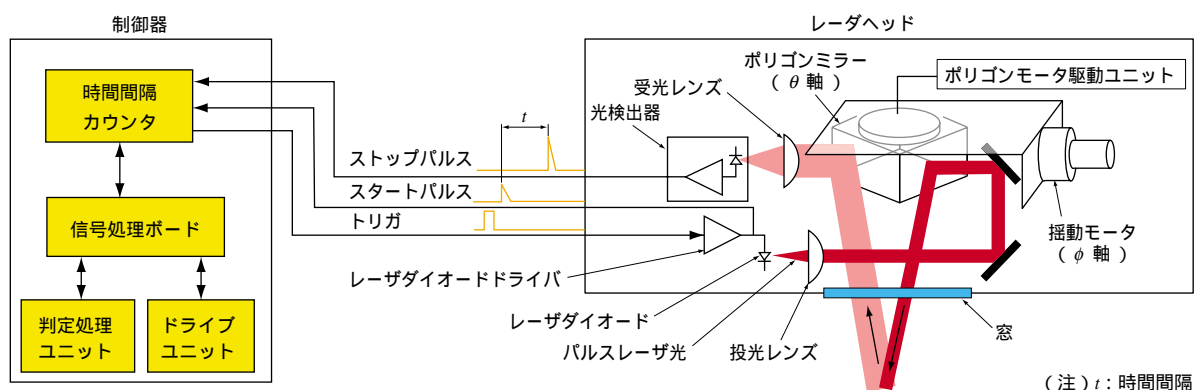 制御器
時間間隔
カウンタ
信号処理ボード
判定処理
ユニット
ドライブ
ユニット
ストップパルス
スタートパルス
トリガ
t
レーザダイオードドライバ
レーザダイオード
パルスレーザ光
レーダヘッド
ポリゴンミラー
(θ軸)
受光レンズ
光検出器
ポリゴンモータ駆動ユニット
揺動モータ
(φ軸)
投光レンズ
窓
(注)t:時間間隔